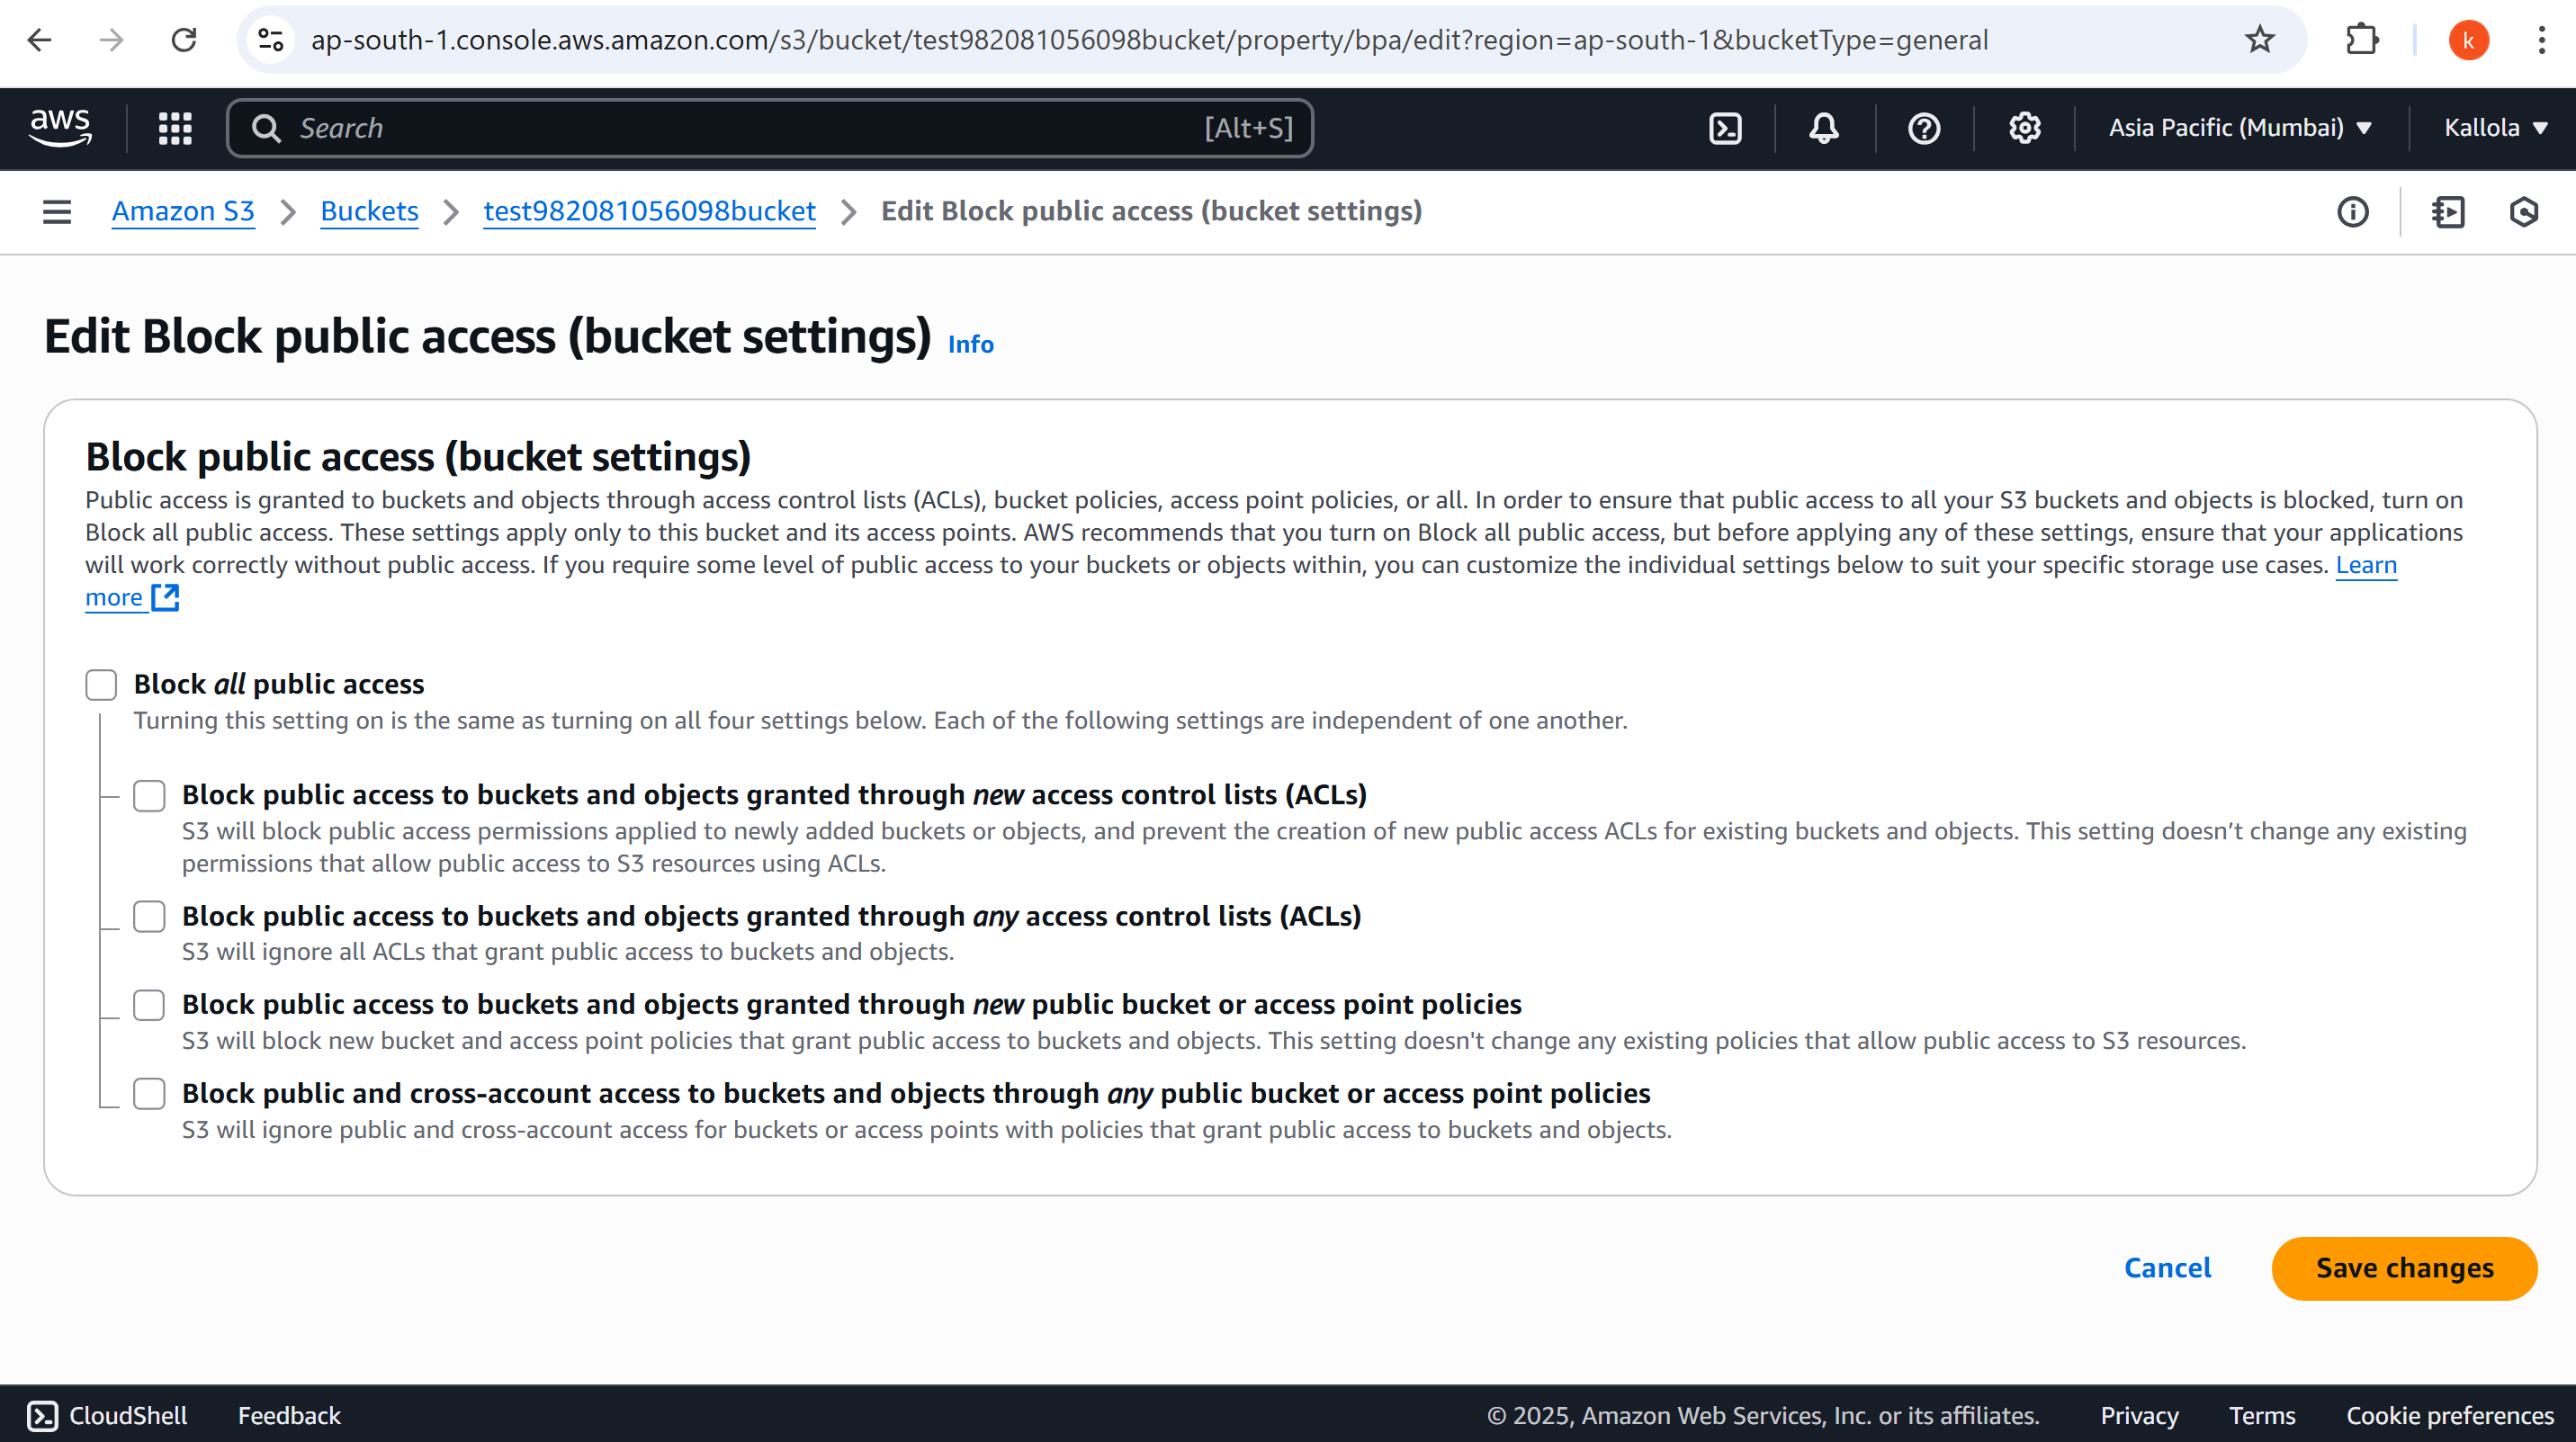 ap-south-1.console.aws.amazon.com/s3/bucket/test982081056098bucket/property/bpa/edit?region=ap-south-1&bucketType=general
k
aws
Search
[Alt+S]
Asia Pacific (Mumbai)
Kallola
Amazon S3
Buckets
test982081056098bucket
Edit Block public access (bucket settings)
Edit Block public access (bucket settings) Info
Block public access (bucket settings)
Public access is granted to buckets and objects through access control lists (ACLs), bucket policies, access point policies, or all. In order to ensure that public access to all your S3 buckets and objects is blocked, turn on
Block all public access. These settings apply only to this bucket and its access points. AWS recommends that you turn on Block all public access, but before applying any of these settings, ensure that your applications
will work correctly without public access. If you require some level of public access to your buckets or objects within, you can customize the individual settings below to suit your specific storage use cases. Learn
more
Block all public access
Turning this setting on is the same as turning on all four settings below. Each of the following settings are independent of one another.
Block public access to buckets and objects granted through new access control lists (ACLs)
S3 will block public access permissions applied to newly added buckets or objects, and prevent the creation of new public access ACLs for existing buckets and objects. This setting doesn’t change any existing
permissions that allow public access to S3 resources using ACLs.
Block public access to buckets and objects granted through any access control lists (ACLs)
S3 will ignore all ACLs that grant public access to buckets and objects.
Block public access to buckets and objects granted through new public bucket or access point policies
S3 will block new bucket and access point policies that grant public access to buckets and objects. This setting doesn't change any existing policies that allow public access to S3 resources.
Block public and cross-account access to buckets and objects through any public bucket or access point policies
S3 will ignore public and cross-account access for buckets or access points with policies that grant public access to buckets and objects.
Cancel
Save changes
CloudShell
Feedback
© 2025, Amazon Web Services, Inc. or its affiliates.
Privacy
Terms
Cookie preferences